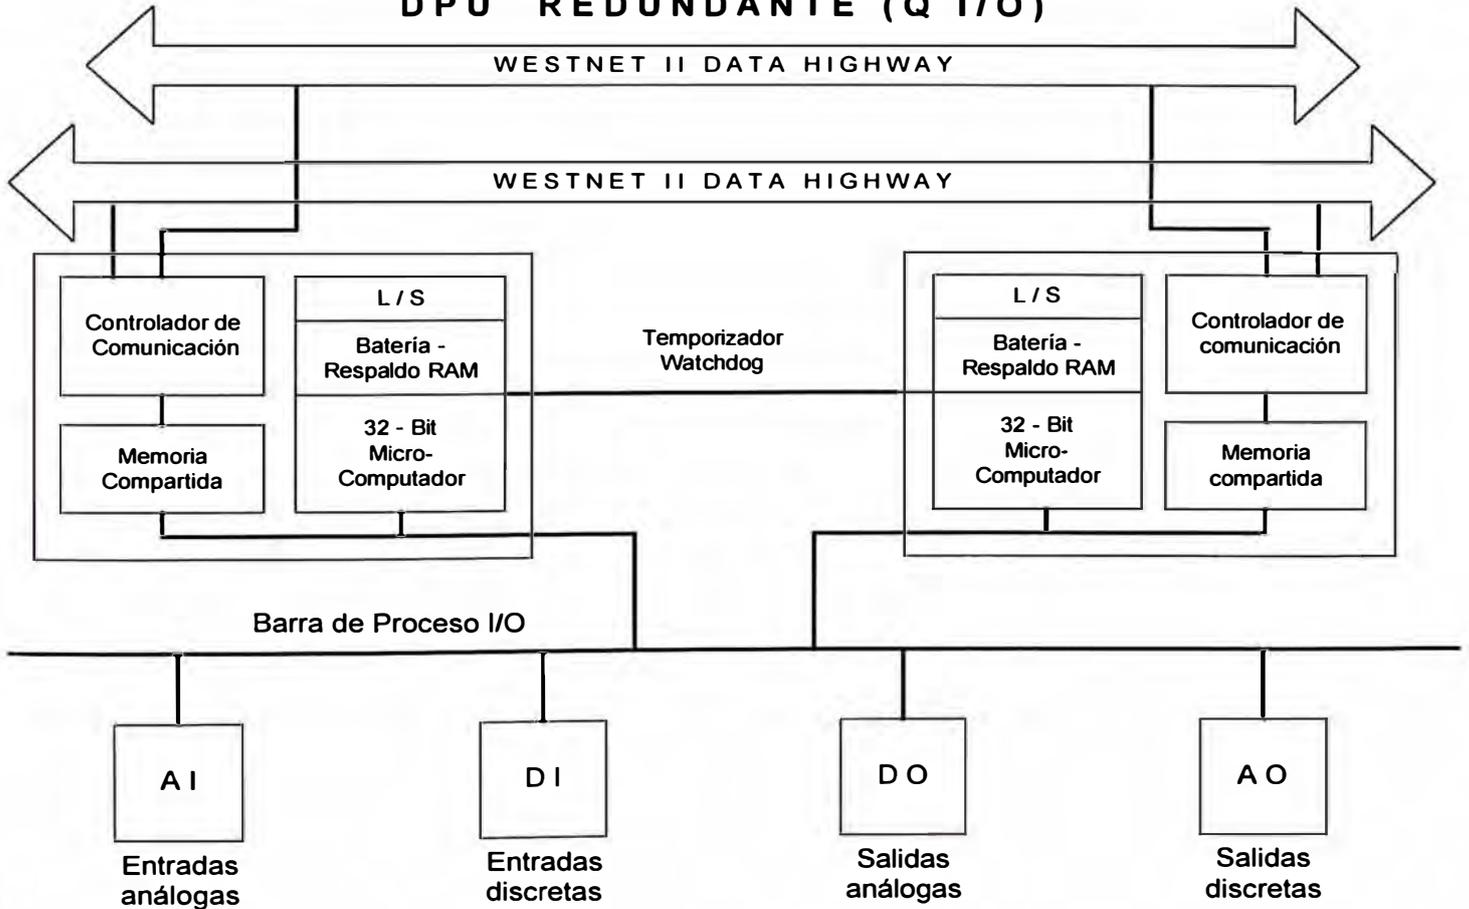 DPU REDUNDANTE (Q I/O)
WESTNET II DATA HIGHWAY
WESTNET II DATA HIGHWAY
Controlador de
Comunicación
Memoria
Compartida
L / S
Batería -
Respaldo RAM
32 - Bit
Micro-
Computador
Temporizador
Watchdog
L / S
Batería -
Respaldo RAM
32 - Bit
Micro-
Computador
Controlador de
comunicación
Memoria
compartida
Barra de Proceso I/O
A I
D I
D O
A O
Entradas
análogas
Entradas
discretas
Salidas
análogas
Salidas
discretas